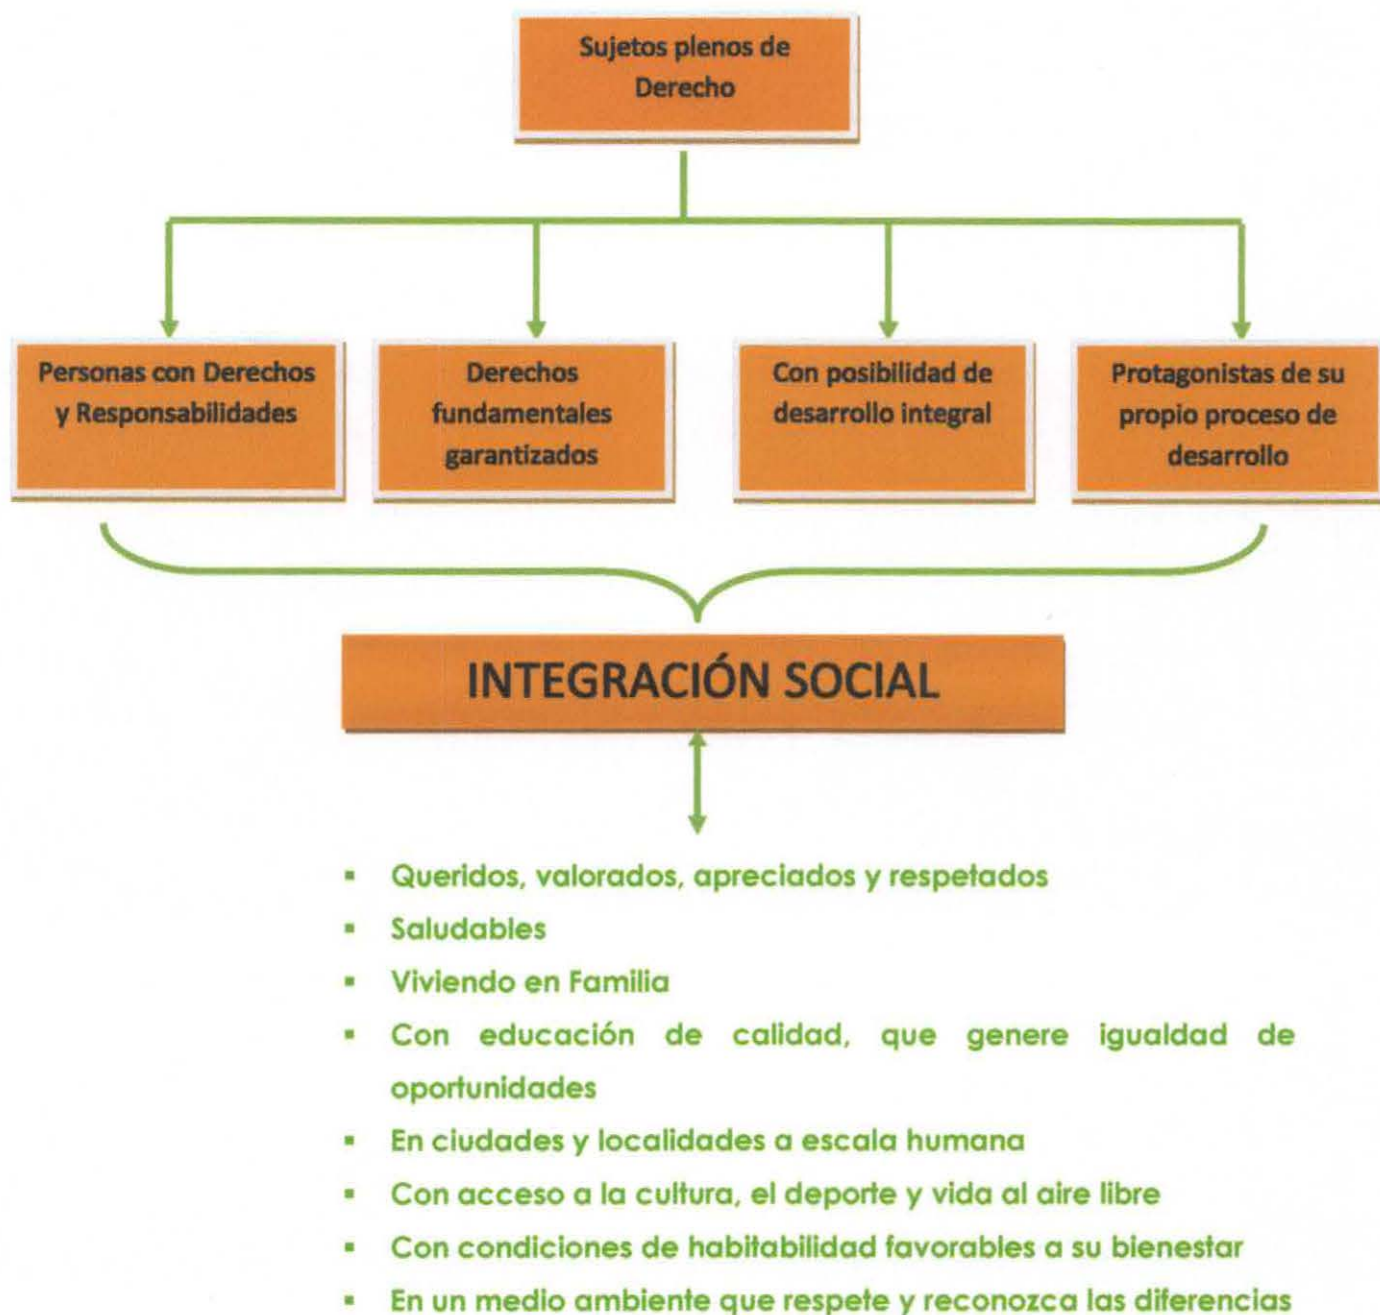 Sujetos plenos de
Derecho
Personas con Derechos
y Responsabilidades
Derechos
fundamentales
garantizados
Con posibilidad de
desarrollo integral
Protagonistas de su
propio proceso de
desarrollo
INTEGRACIÓN SOCIAL
▪ Queridos, valorados, apreciados y respetados
▪ Saludables
▪ Viviendo en Familia
▪ Con educación de calidad, que genere igualdad de
oportunidades
▪ En ciudades y localidades a escala humana
▪ Con acceso a la cultura, el deporte y vida al aire libre
▪ Con condiciones de habitabilidad favorables a su bienestar
▪ En un medio ambiente que respete y reconozca las diferencias